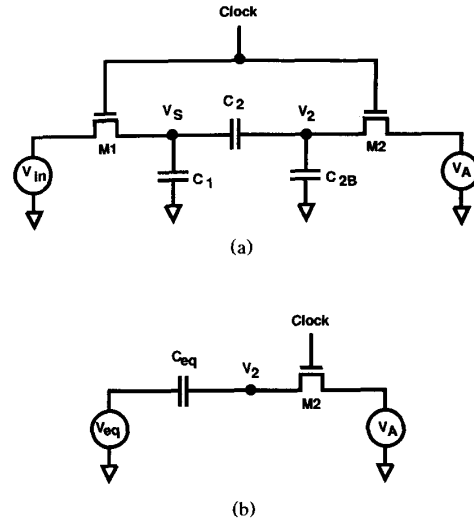 Clock
V_S C_2 V_2
M1 M2
V_in C_1 C_2B V_A
(a)
Clock
C_eq V_2
M2
V_eq V_A
(b)